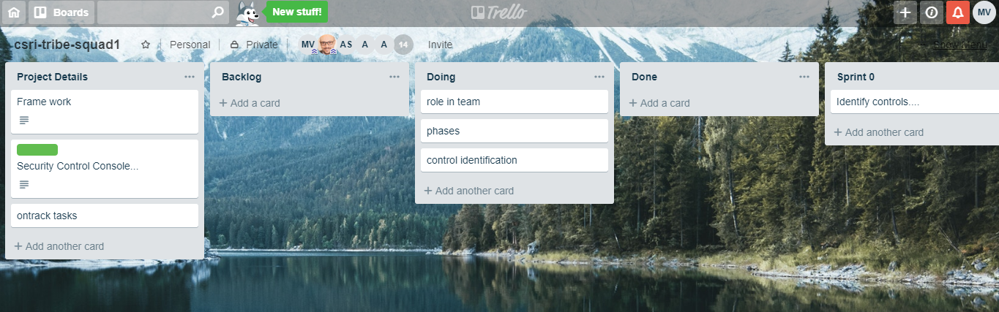 Boards
New stuff!
Trello
MV
csri-tribe-squad1
Personal
Private
MV
AS
A
A
14
Invite
Show Menu
Project Details
Frame work
Security Control Console...
ontrack tasks
+ Add another card
Backlog
+ Add a card
Doing
role in team
phases
control identification
+ Add another card
Done
+ Add a card
Sprint 0
Identify controls....
+ Add another card